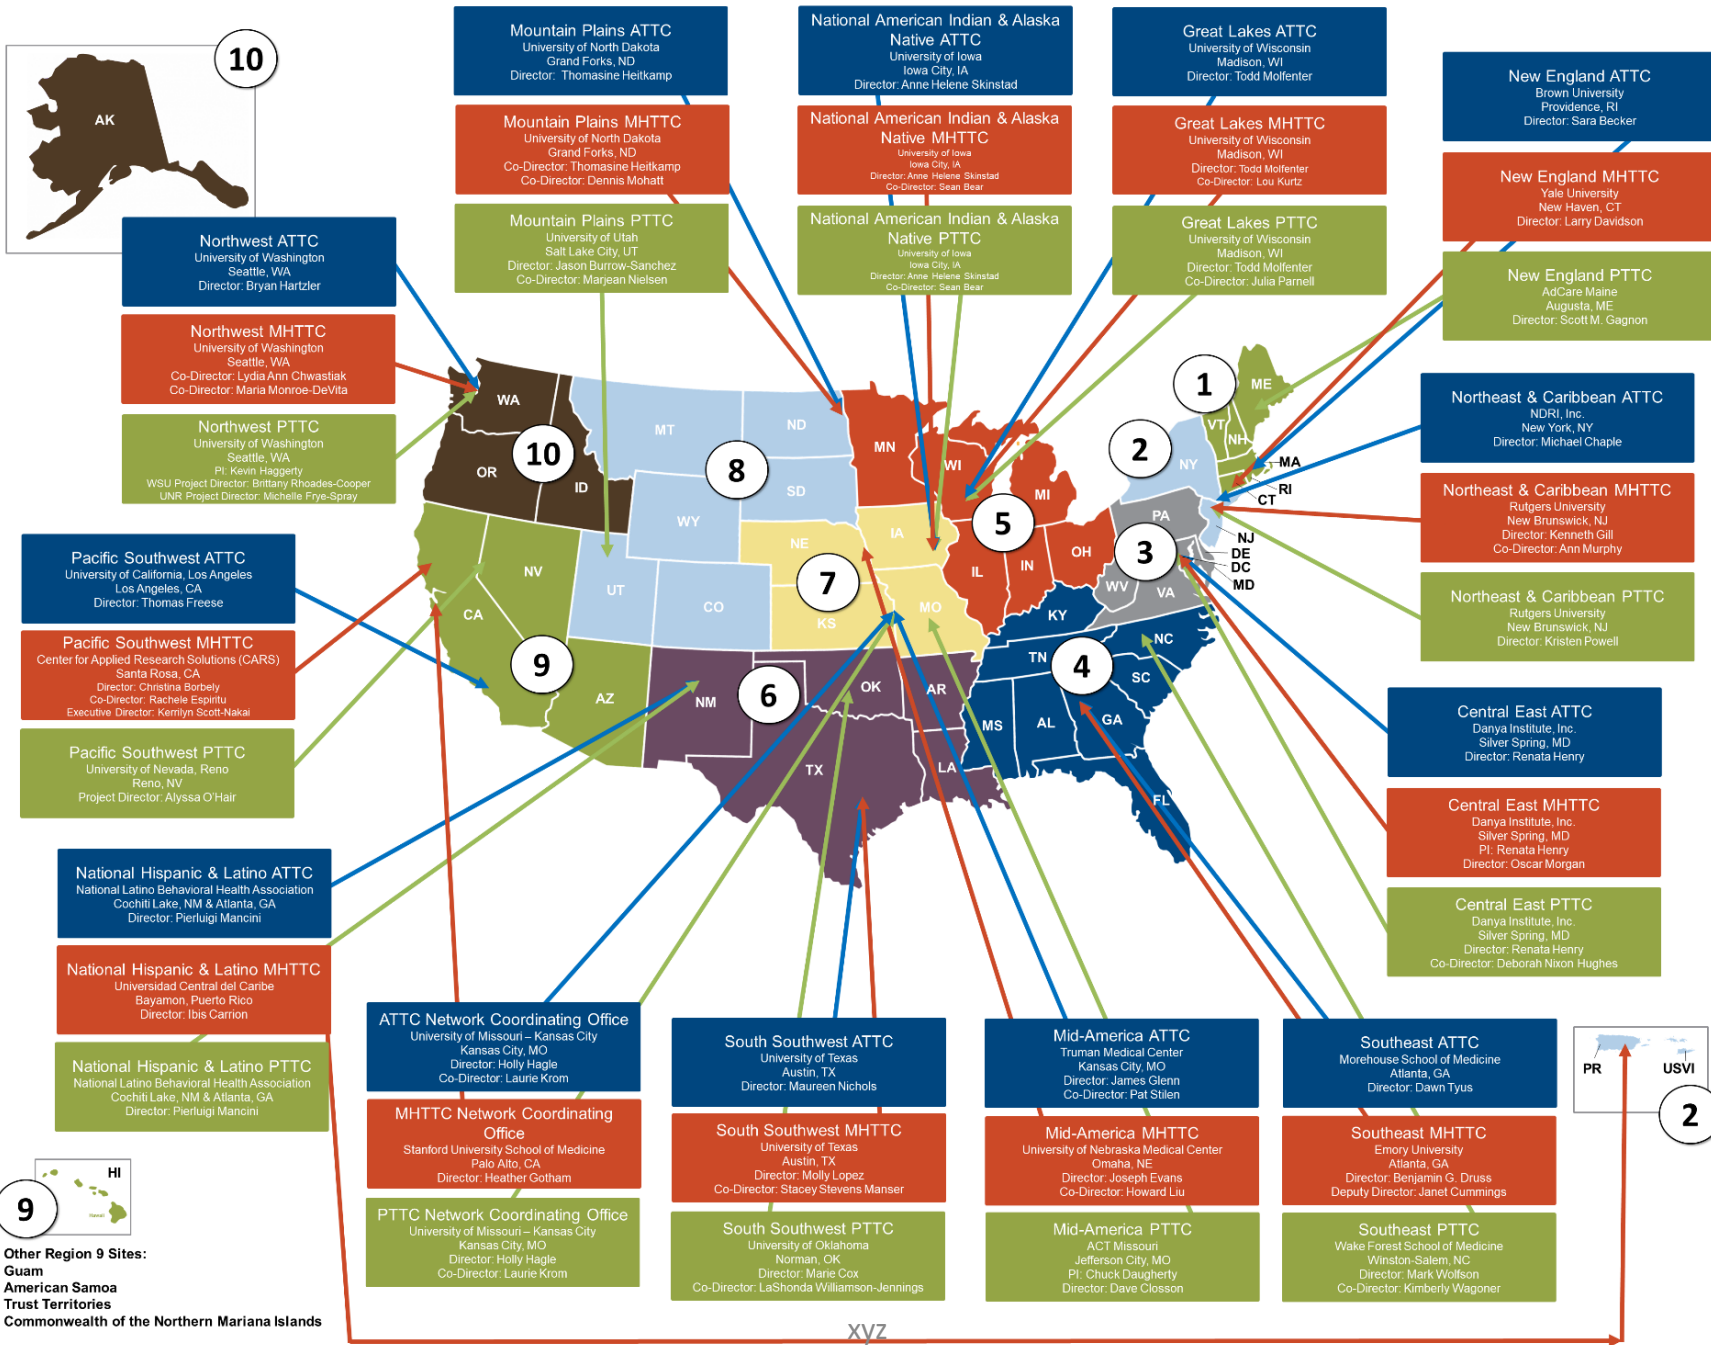 10
AK
Mountain Plains ATTC
University of North Dakota
Grand Forks, ND
Director:  Thomasine Heitkamp
Mountain Plains MHTTC
University of North Dakota
Grand Forks, ND
Co-Director: Thomasine Heitkamp
Co-Director: Dennis Mohatt
Mountain Plains PTTC
University of Utah
Salt Lake City, UT
Director: Jason Burrow-Sanchez
Co-Director: Marjean Nielsen
National American Indian & Alaska
Native ATTC
University of Iowa
Iowa City, IA
Director: Anne Helene Skinstad
National American Indian & Alaska
Native MHTTC
University of Iowa
Iowa City, IA
Director: Anne Helene Skinstad
Co-Director: Sean Bear
National American Indian & Alaska
Native PTTC
University of Iowa
Iowa City, IA
Director: Anne Helene Skinstad
Co-Director: Sean Bear
Great Lakes ATTC
University of Wisconsin
Madison, WI
Director: Todd Molfenter
Great Lakes MHTTC
University of Wisconsin
Madison, WI
Director: Todd Molfenter
Co-Director: Lou Kurtz
Great Lakes PTTC
University of Wisconsin
Madison, WI
Director: Todd Molfenter
Co-Director: Julia Parnell
New England ATTC
Brown University
Providence, RI
Director: Sara Becker
New England MHTTC
Yale University
New Haven, CT
Director: Larry Davidson
New England PTTC
AdCare Maine
Augusta, ME
Director: Scott M. Gagnon
Northwest ATTC
University of Washington
Seattle, WA
Director: Bryan Hartzler
Northwest MHTTC
University of Washington
Seattle, WA
Co-Director: Lydia Ann Chwastiak
Co-Director: Maria Monroe-DeVita
Northwest PTTC
University of Washington
Seattle, WA
PI: Kevin Haggerty
WSU Project Director: Brittany Rhoades-Cooper
UNR Project Director: Michelle Frye-Spray
Northeast & Caribbean ATTC
NDRI, Inc.
New York, NY
Director: Michael Chaple
Northeast & Caribbean MHTTC
Rutgers University
New Brunswick, NJ
Director: Kenneth Gill
Co-Director: Ann Murphy
Northeast & Caribbean PTTC
Rutgers University
New Brunswick, NJ
Director: Kristen Powell
WA
OR
ID
10
MT
ND
SD
WY
8
UT
CO
NE
IA
KS
MO
7
MN
WI
MI
IL
IN
OH
5
1
ME
VT
NH
MA
RI
CT
2
NY
NJ
PA
3
DE
DC
MD
WV
VA
NV
CA
AZ
9
NM
OK
AR
TX
LA
6
KY
TN
NC
SC
MS
AL
GA
FL
4
Pacific Southwest ATTC
University of California, Los Angeles
Los Angeles, CA
Director: Thomas Freese
Pacific Southwest MHTTC
Center for Applied Research Solutions (CARS)
Santa Rosa, CA
Director: Christina Borbely
Co-Director: Rachele Espiritu
Executive Director: Kerrilyn Scott-Nakai
Pacific Southwest PTTC
University of Nevada, Reno
Reno, NV
Project Director: Alyssa O'Hair
Central East ATTC
Danya Institute, Inc.
Silver Spring, MD
Director: Renata Henry
Central East MHTTC
Danya Institute, Inc.
Silver Spring, MD
PI: Renata Henry
Director: Oscar Morgan
Central East PTTC
Danya Institute, Inc.
Silver Spring, MD
Director: Renata Henry
Co-Director: Deborah Nixon Hughes
National Hispanic & Latino ATTC
National Latino Behavioral Health Association
Cochiti Lake, NM & Atlanta, GA
Director: Pierluigi Mancini
National Hispanic & Latino MHTTC
Universidad Central del Caribe
Bayamon, Puerto Rico
Director: Ibis Carrion
National Hispanic & Latino PTTC
National Latino Behavioral Health Association
Cochiti Lake, NM & Atlanta, GA
Director: Pierluigi Mancini
ATTC Network Coordinating Office
University of Missouri – Kansas City
Kansas City, MO
Director: Holly Hagle
Co-Director: Laurie Krom
MHTTC Network Coordinating
Office
Stanford University School of Medicine
Palo Alto, CA
Director: Heather Gotham
PTTC Network Coordinating Office
University of Missouri – Kansas City
Kansas City, MO
Director: Holly Hagle
Co-Director: Laurie Krom
South Southwest ATTC
University of Texas
Austin, TX
Director: Maureen Nichols
South Southwest MHTTC
University of Texas
Austin, TX
Director: Molly Lopez
Co-Director: Stacey Stevens Manser
South Southwest PTTC
University of Oklahoma
Norman, OK
Director: Marie Cox
Co-Director: LaShonda Williamson-Jennings
Mid-America ATTC
Truman Medical Center
Kansas City, MO
Director: James Glenn
Co-Director: Pat Stilen
Mid-America MHTTC
University of Nebraska Medical Center
Omaha, NE
Director: Joseph Evans
Co-Director: Howard Liu
Mid-America PTTC
ACT Missouri
Jefferson City, MO
PI: Chuck Daugherty
Director: Dave Closson
Southeast ATTC
Morehouse School of Medicine
Atlanta, GA
Director: Dawn Tyus
Southeast MHTTC
Emory University
Atlanta, GA
Director: Benjamin G. Druss
Deputy Director: Janet Cummings
Southeast PTTC
Wake Forest School of Medicine
Winston-Salem, NC
Director: Mark Wolfson
Co-Director: Kimberly Wagoner
PR
USVI
2
HI
Hawaii
9
Other Region 9 Sites:
Guam
American Samoa
Trust Territories
Commonwealth of the Northern Mariana Islands
xyz